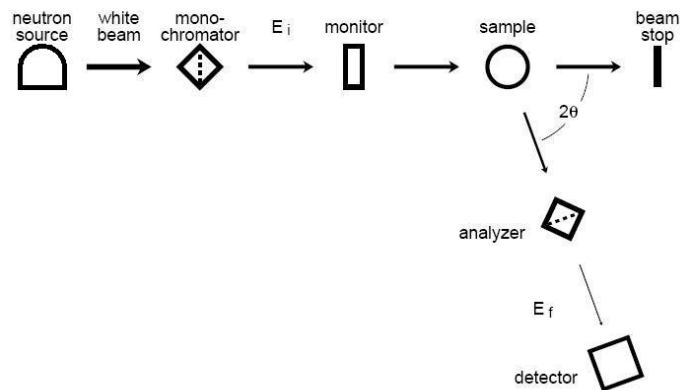 neutron
source
white
beam
mono-
chromator
E i
monitor
sample
beam
stop
2θ
analyzer
E f
detector